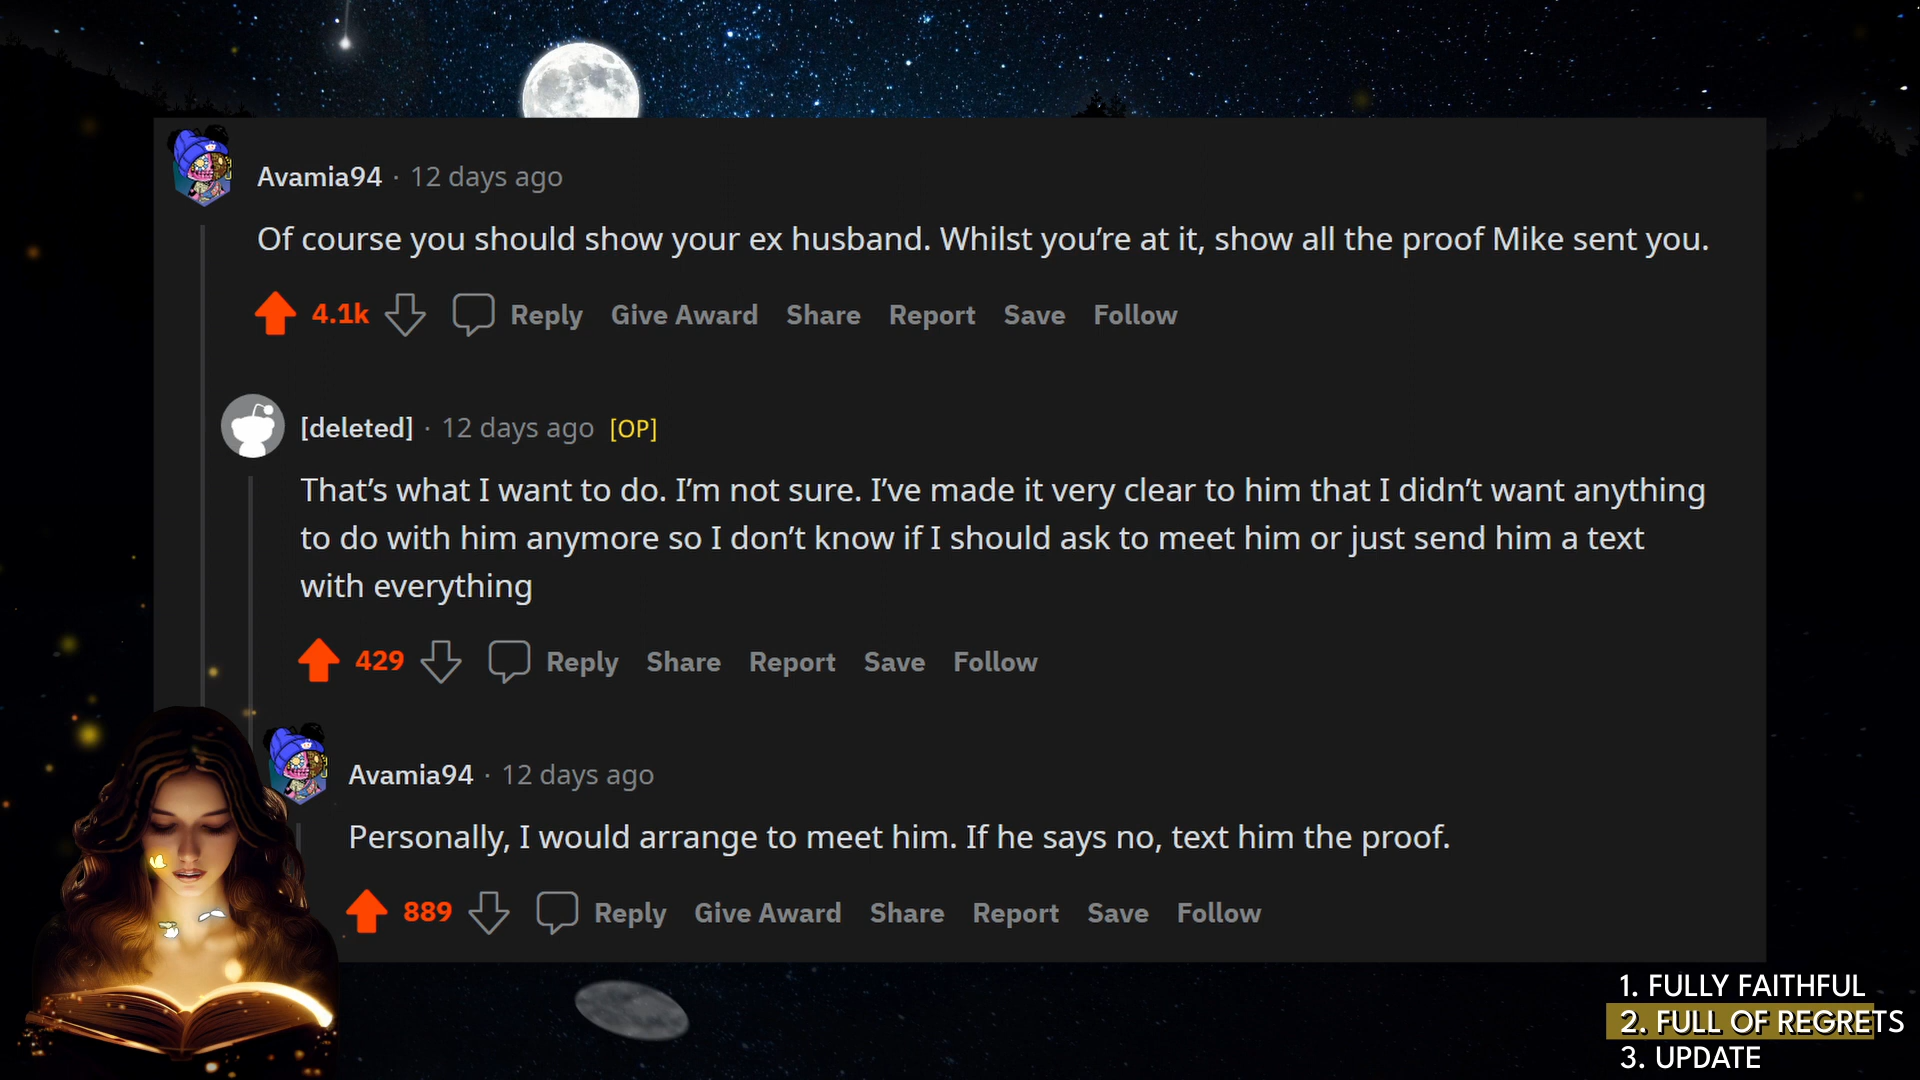 Avamia94 · 12 days ago
Of course you should show your ex husband. Whilst you’re at it, show all the proof Mike sent you.
4.1k Reply Give Award Share Report Save Follow
[deleted] · 12 days ago [OP]
That’s what I want to do. I’m not sure. I’ve made it very clear to him that I didn’t want anything
to do with him anymore so I don’t know if I should ask to meet him or just send him a text
with everything
429 Reply Share Report Save Follow
Avamia94 · 12 days ago
Personally, I would arrange to meet him. If he says no, text him the proof.
889 Reply Give Award Share Report Save Follow
1. FULLY FAITHFUL
2. FULL OF REGRETS
3. UPDATE